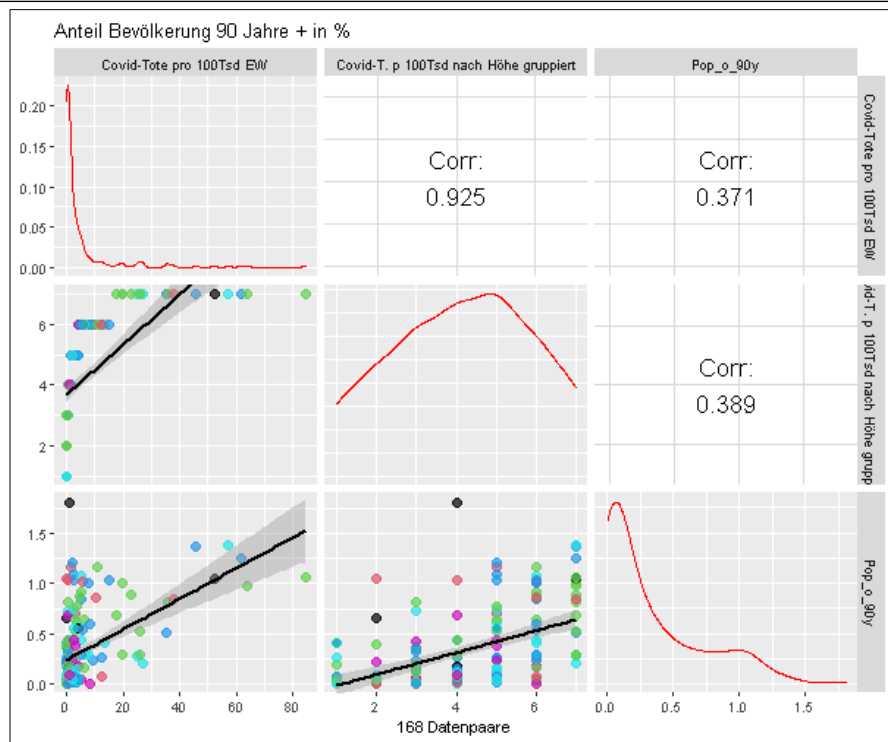 Anteil Bevölkerung 90 Jahre + in %
Covid-Tote pro 100Tsd EW
Covid-T. p 100Tsd nach Höhe gruppiert
Pop_o_90y
0.20
0.15
0.10
0.05
0.00
Corr:
0.925
Corr:
0.371
Covid-Tote pro 100Tsd EW
6
4
2
Corr:
0.389
id-T. p 100Tsd nach Höhe grupp
1.5
1.0
0.5
0.0
Pop_o_90y
0
20
40
60
80
2
4
6
0.0
0.5
1.0
1.5
168 Datenpaare